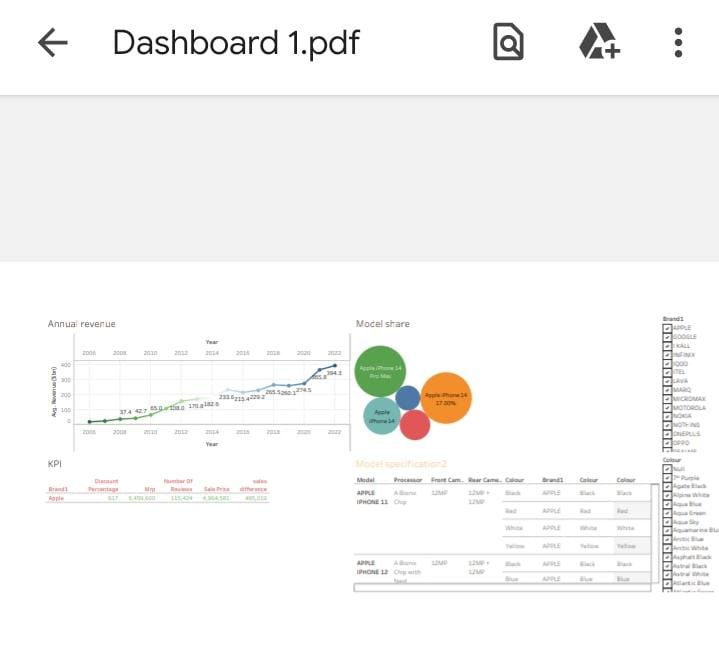 Dashboard 1.pdf
Annual revenue
Year
2006 2008 2010 2012 2014 2016 2018 2020 2022
Avg. Revenue ($ bn)
400
300
200
100
0
37.4 42.7 65.0 108.0 170.8 182.8 233.6 215.4 229.2 265.5 260.1 274.5 365.8 394.3
2006 2008 2010 2012 2014 2016 2018 2020 2022
Year
Mocel share
Apple iPhone 14
Pro Max
Apple iPhone 14
17.00%
Apple
iPhone 14
Brand1
APPLE
GOOGLE
I KALL
INFINIX
IQOO
ITEL
LAVA
MARQ
MICROMAX
MOTOROLA
NOKIA
NOTHING
ONEPLUS
OPPO
KPI
Discount Number Of sales
Brand1 Percentage Mrp Reviews Sale Price difference
Apple 617 5,459,600 115,424 4,964,581 495,019
Mocel specification2
Model Processor Front Cam.. Rear Came.. Colour Brand1 Colour Colour
APPLE A Bionic 12MP 12MP + Black APPLE Black Black
IPHONE 11 Chip 12MP
Red APPLE Red Red
White APPLE White White
Yellow APPLE Yellow Yellow
APPLE A Bionic 12MP 12MP + Black APPLE Black Black
IPHONE 12 Chip with 12MP
Next Blue APPLE Blue Blue
Colour
Null
Purple
Agate Black
Alpine White
Aqua Blue
Aqua Green
Aqua Sky
Aquamarine Blu
Arctic Blue
Arctic White
Asphalt Black
Astral Black
Astral White
Atlantic Blue